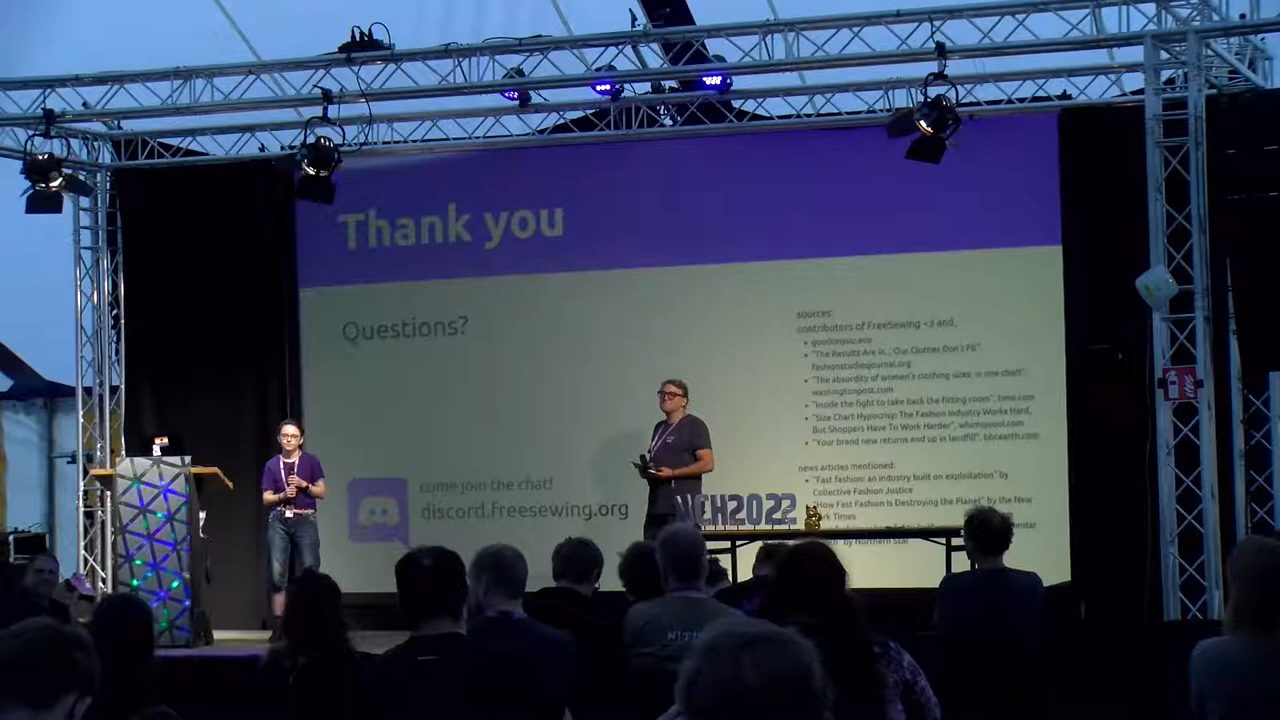 Thank you
Questions?
come join the chat!
discord.freesewing.org
sources:
contributors of FreeSewing <3 and,
goodonyou.eco
"The Results Are in... Our Clothes Don't Fit"
fashionstudiesjournal.org
"The absurdity of women's clothing sizes, in one chart"
washingtonpost.com
"Inside the fight to take back the fitting room", time.com
"Size Chart Hypocrisy: The Fashion Industry Works Hard,
But Shoppers Have To Work Harder",
"Your brand new returns end up in landfill", bbcearth.com
news articles mentioned:
"Fast fashion: an industry built on exploitation" by
Collective Fashion Justice
"How Fast Fashion Is Destroying the Planet" by the New
York Times
by Northern Star
MCH2022